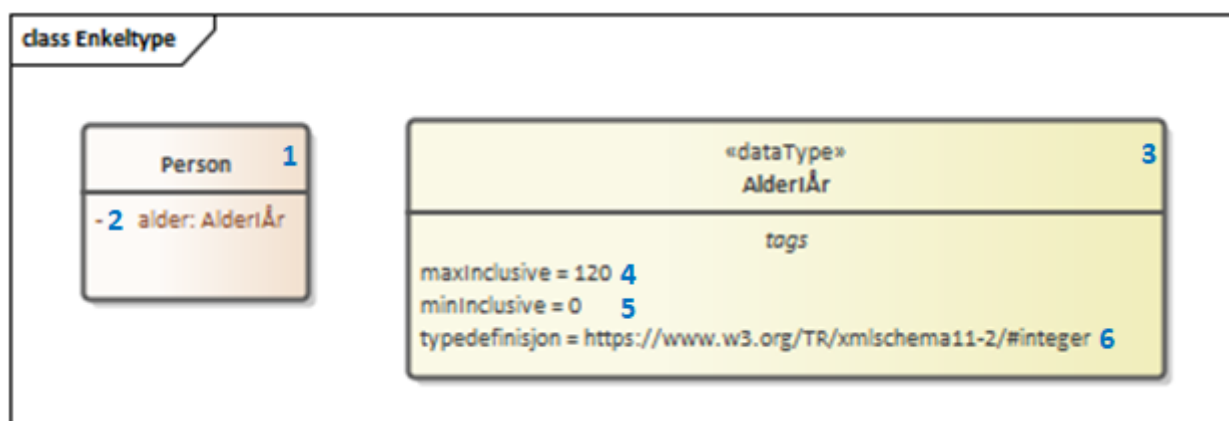 class Enkeltype
Person 1
- 2 alder: AlderIÅr
«dataType» 3
AlderIÅr
tags
maxInclusive = 120 4
minInclusive = 0 5
typedefinisjon = https://www.w3.org/TR/xmlschema11-2/#integer 6